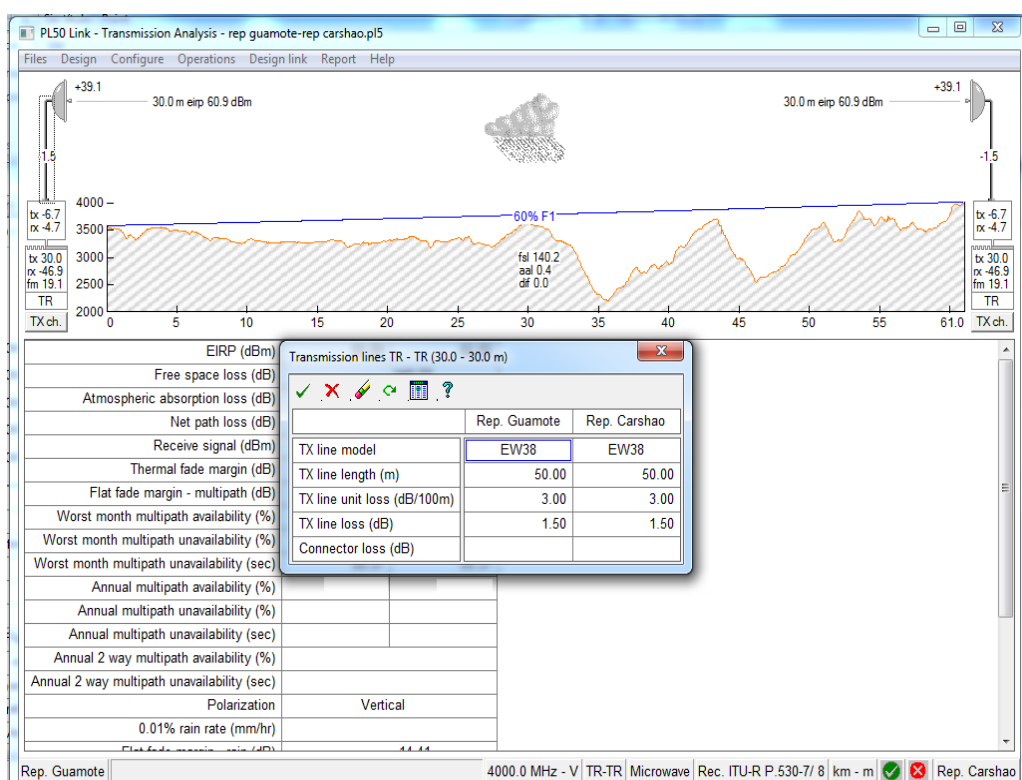 PL50 Link - Transmission Analysis - rep guamote-rep carshao.pl5
Files Design Configure Operations Design link Report Help
+39.1
30.0 m eirp 60.9 dBm
30.0 m eirp 60.9 dBm
+39.1
-1.5
-1.5
tx -6.7
rx -4.7
tx 30.0
rx -46.9
fm 19.1
TR
TX ch.
4000
3500
3000
2500
2000
60% F1
fsl 140.2
aal 0.4
df 0.0
0 5 10 15 20 25 30 35 40 45 50 55 61.0
tx -6.7
rx -4.7
tx 30.0
rx -46.9
fm 19.1
TR
TX ch.
EIRP (dBm)
Free space loss (dB)
Atmospheric absorption loss (dB)
Net path loss (dB)
Receive signal (dBm)
Thermal fade margin (dB)
Flat fade margin - multipath (dB)
Worst month multipath availability (%)
Worst month multipath unavailability (%)
Worst month multipath unavailability (sec)
Annual multipath availability (%)
Annual multipath unavailability (%)
Annual multipath unavailability (sec)
Annual 2 way multipath availability (%)
Annual 2 way multipath unavailability (sec)
Polarization Vertical
0.01% rain rate (mm/hr)
Flat fade margin - rain (dB) 14.41
Transmission lines TR - TR (30.0 - 30.0 m)
Rep. Guamote Rep. Carshao
TX line model EW38 EW38
TX line length (m) 50.00 50.00
TX line unit loss (dB/100m) 3.00 3.00
TX line loss (dB) 1.50 1.50
Connector loss (dB)
Rep. Guamote 4000.0 MHz - V TR-TR Microwave Rec. ITU-R P.530-7/ 8 km - m Rep. Carshao